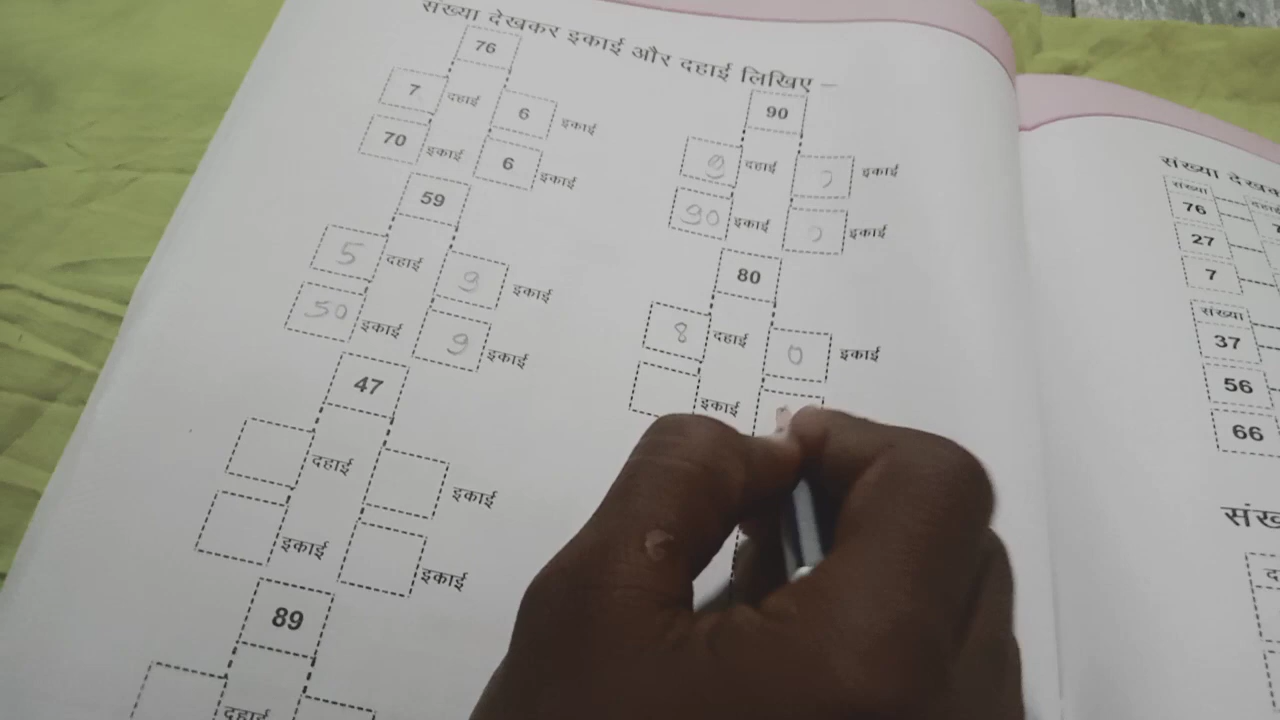 संख्या देखकर इकाई और दहाई लिखिए –
76
7 दहाई 6 इकाई
70 इकाई 6 इकाई
59
5 दहाई 9 इकाई
50 इकाई 9 इकाई
47
दहाई इकाई
इकाई इकाई
89
दहाई
90
9 दहाई 0 इकाई
90 इकाई 0 इकाई
80
8 दहाई 0 इकाई
इकाई
संख्या
संख्या
76
27
7
संख्या
37
56
66